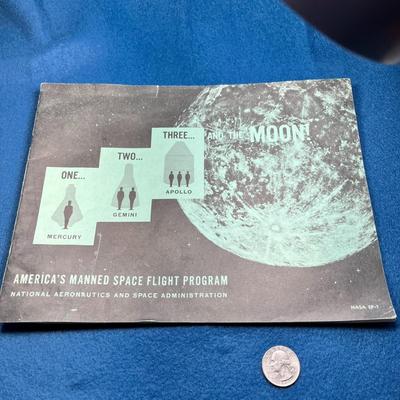 ONE...
MERCURY
TWO...
GEMINI
THREE...
APOLLO
AND THE MOON!
AMERICA'S MANNED SPACE FLIGHT PROGRAM
NATIONAL AERONAUTICS AND SPACE ADMINISTRATION
NASA EP-7